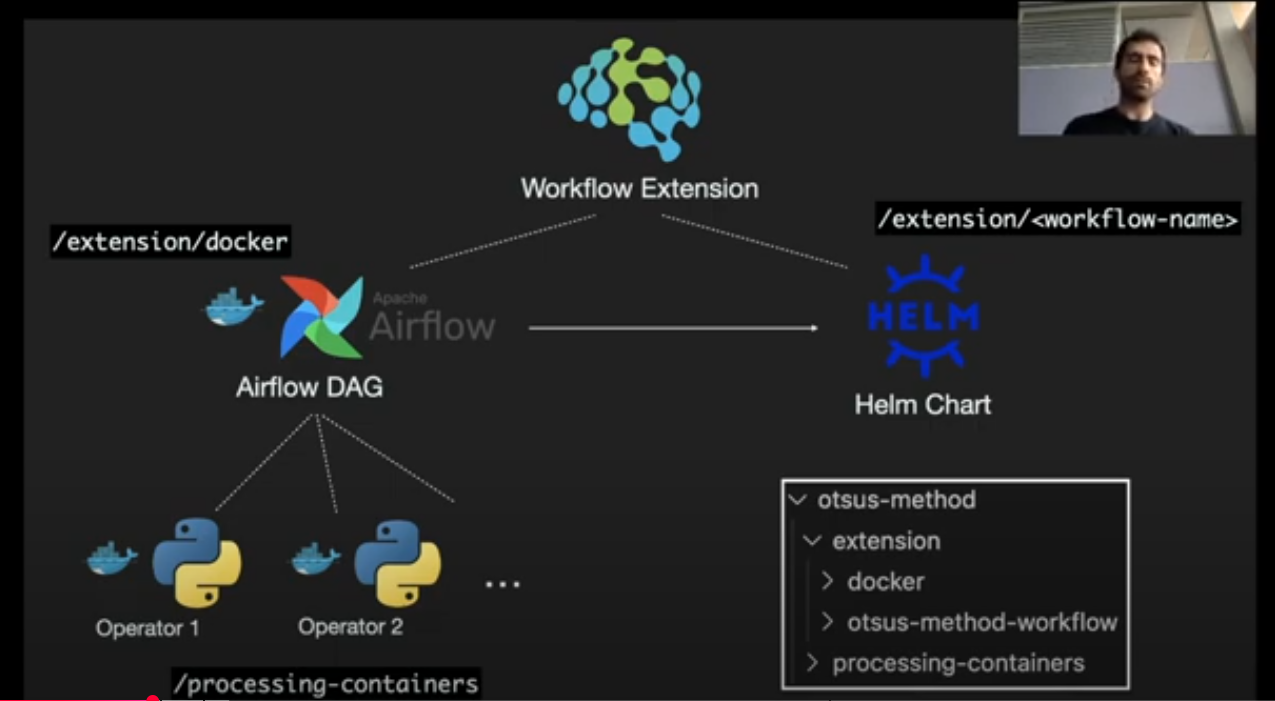 Workflow Extension
/extension/docker
/extension/<workflow-name>
Apache
Airflow
HELM
Airflow DAG
Helm Chart
otsus-method
extension
docker
otsus-method-workflow
processing-containers
Operator 1
Operator 2
...
/processing-containers